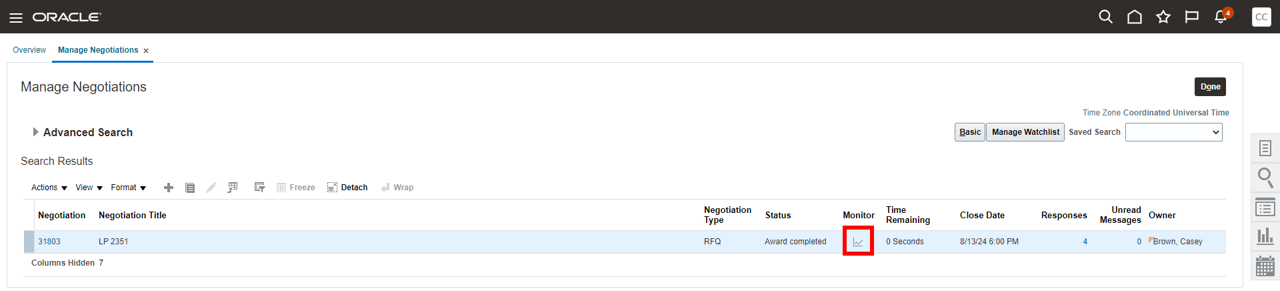 ORACLE
4
CC
Overview Manage Negotiations ×
Manage Negotiations
Done
Time Zone Coordinated Universal Time
Advanced Search
Basic Manage Watchlist Saved Search
Search Results
Actions View Format Freeze Detach Wrap
Negotiation Negotiation Title Negotiation Type Status Monitor Time Remaining Close Date Responses Unread Messages Owner
31803 LP 2351 RFQ Award completed 0 Seconds 8/13/24 6:00 PM 4 0 Brown, Casey
Columns Hidden 7